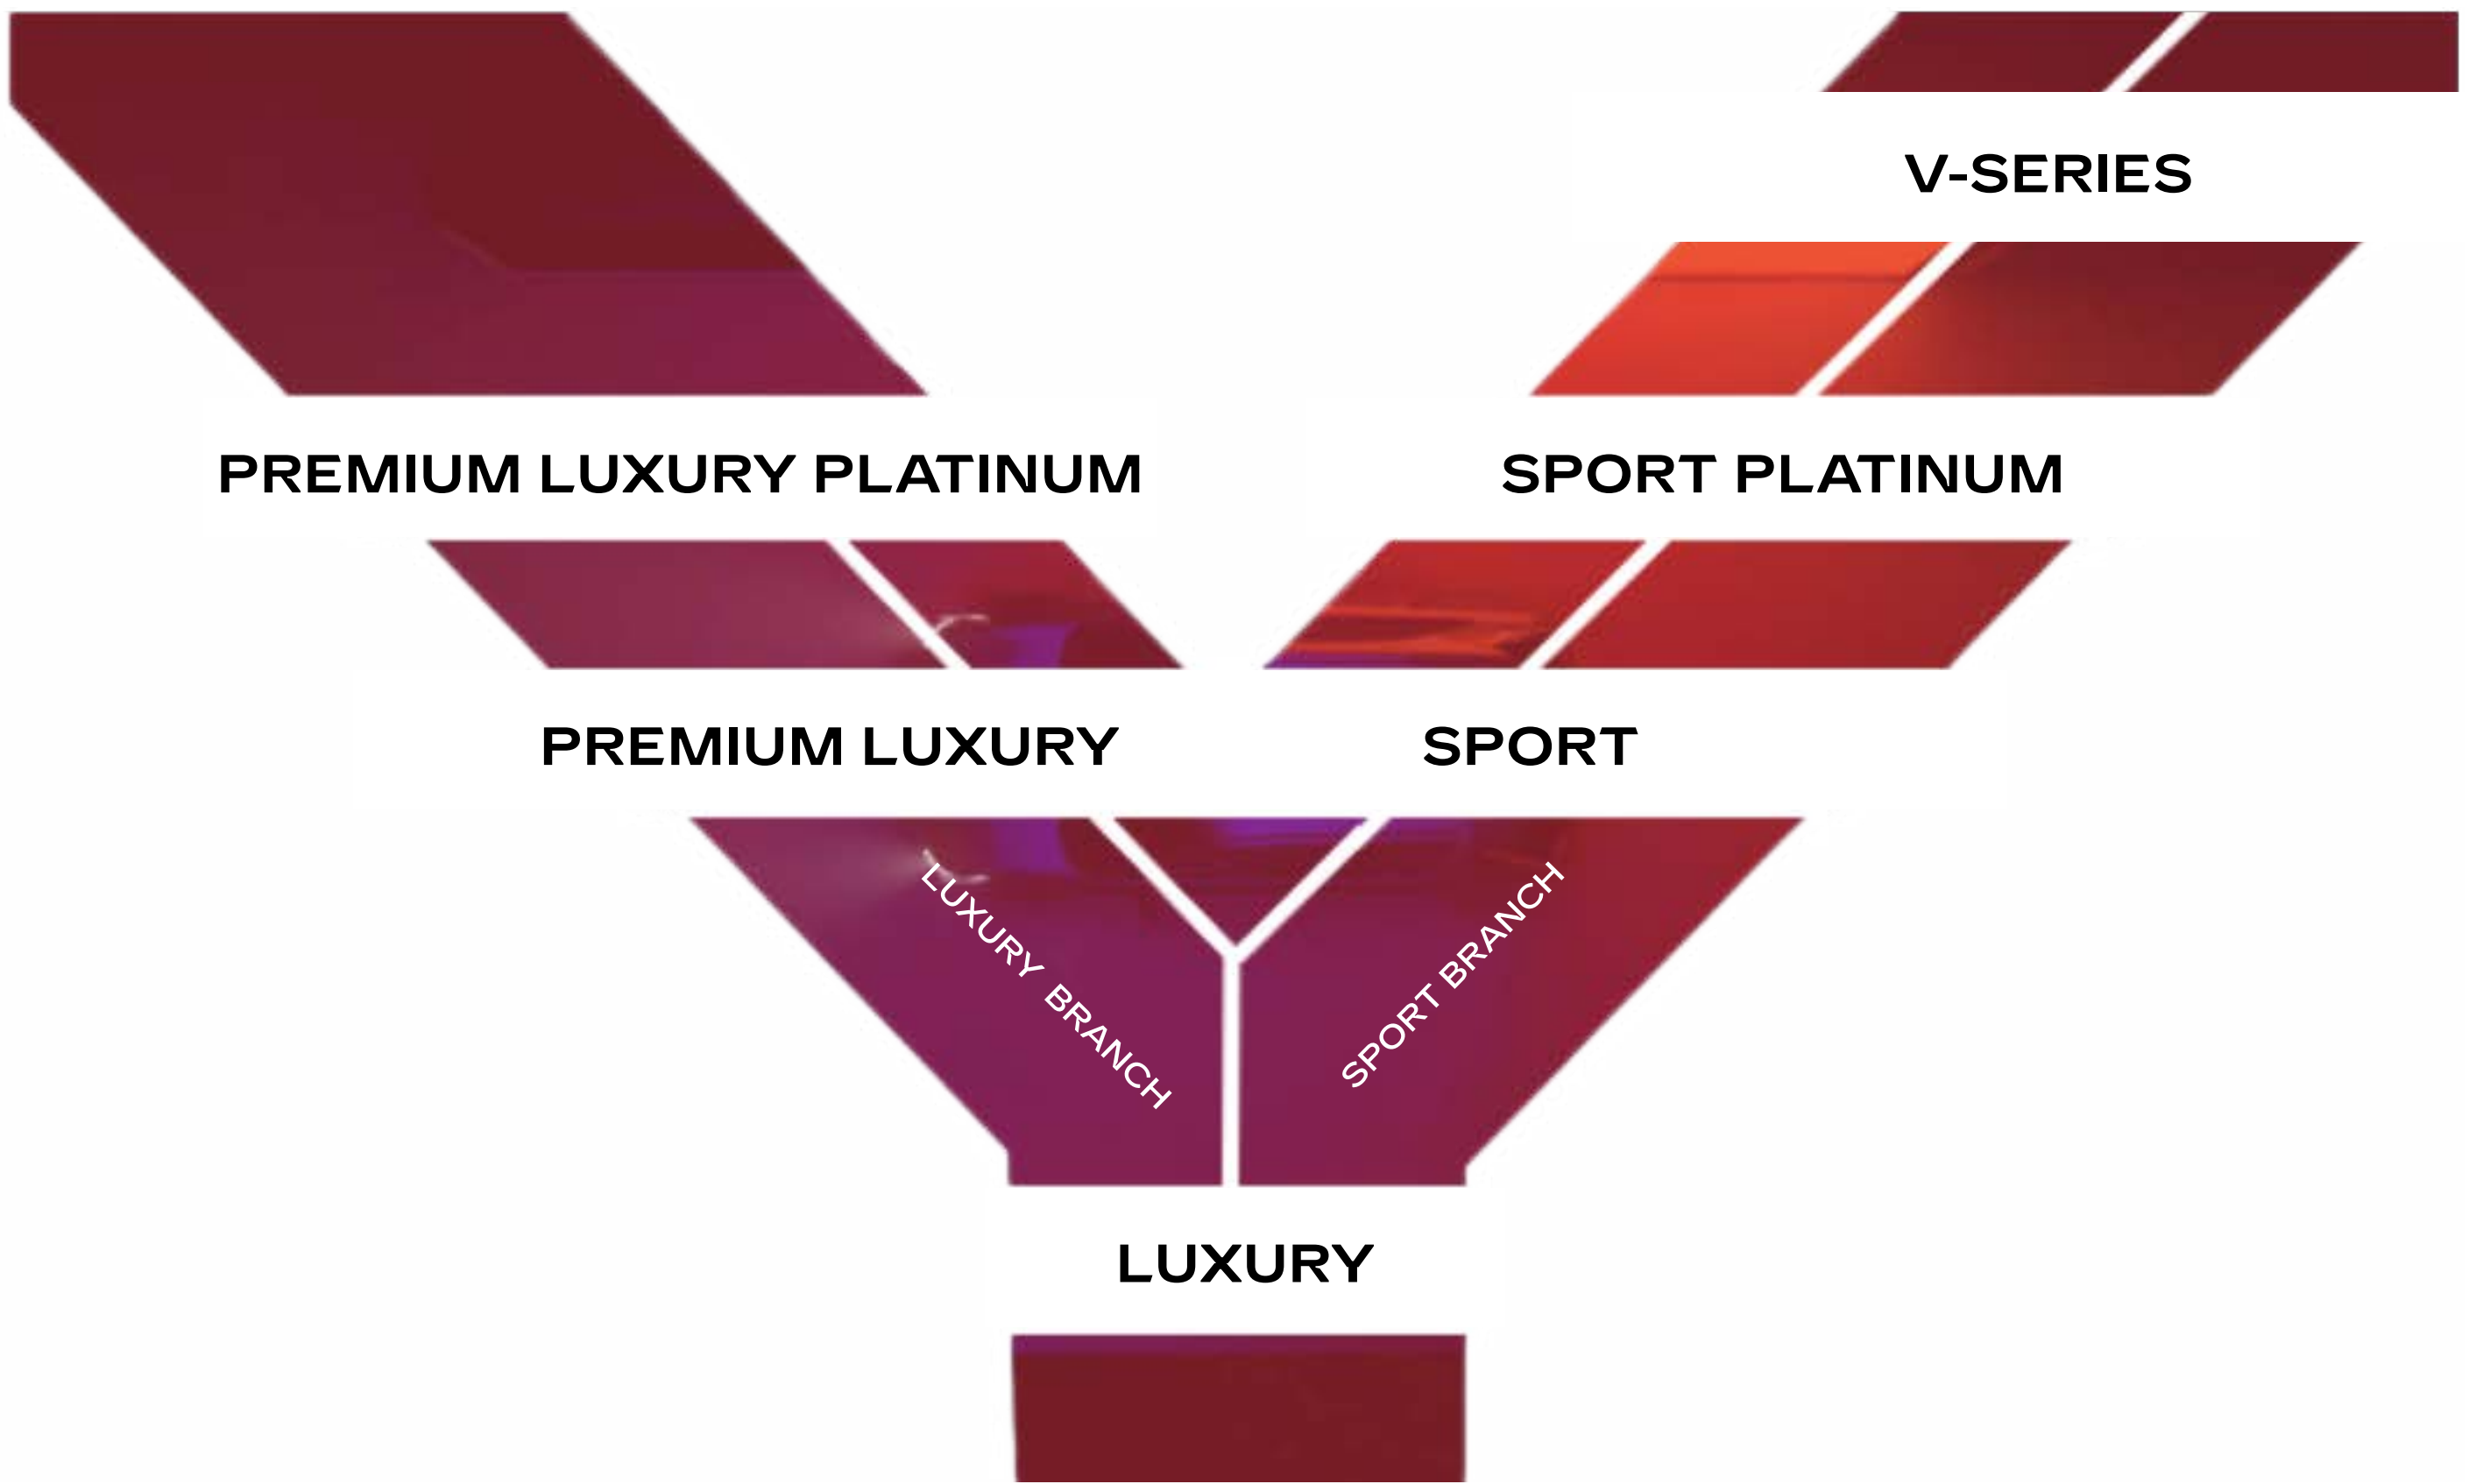 V-SERIES
PREMIUM LUXURY PLATINUM
SPORT PLATINUM
PREMIUM LUXURY
SPORT
LUXURY BRANCH
SPORT BRANCH
LUXURY